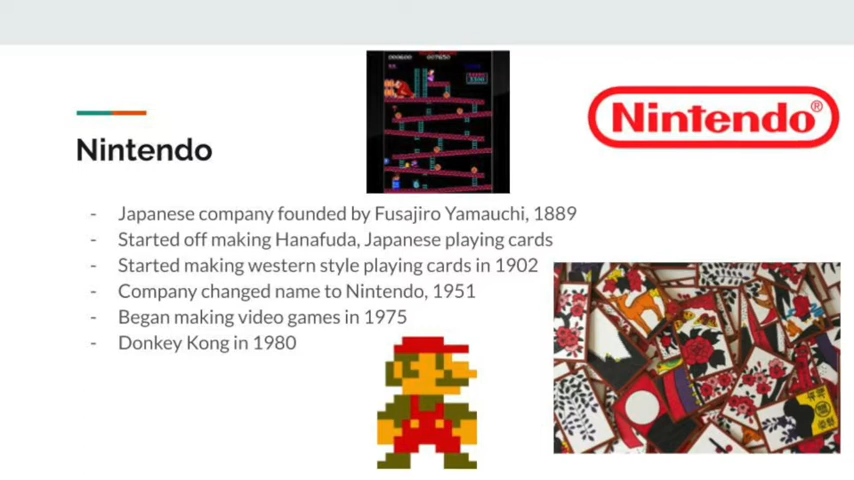 000600 007650
Nintendo®
Nintendo
- Japanese company founded by Fusajiro Yamauchi, 1889
- Started off making Hanafuda, Japanese playing cards
- Started making western style playing cards in 1902
- Company changed name to Nintendo, 1951
- Began making video games in 1975
- Donkey Kong in 1980